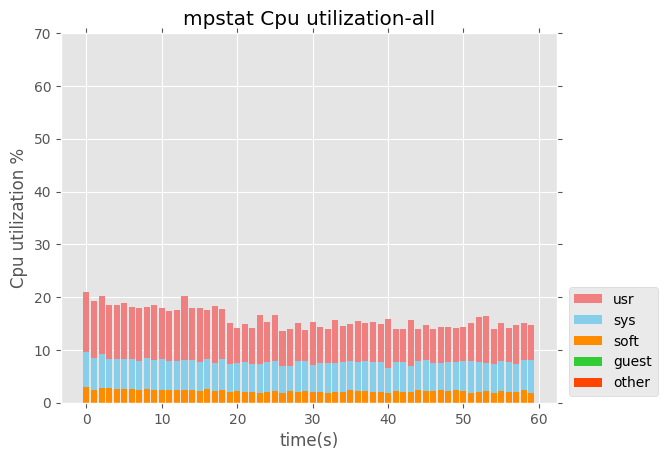 mpstat Cpu utilization-all
Cpu utilization %
70
60
50
40
30
20
10
0
0
10
20
30
40
50
60
time(s)
usr
sys
soft
guest
other